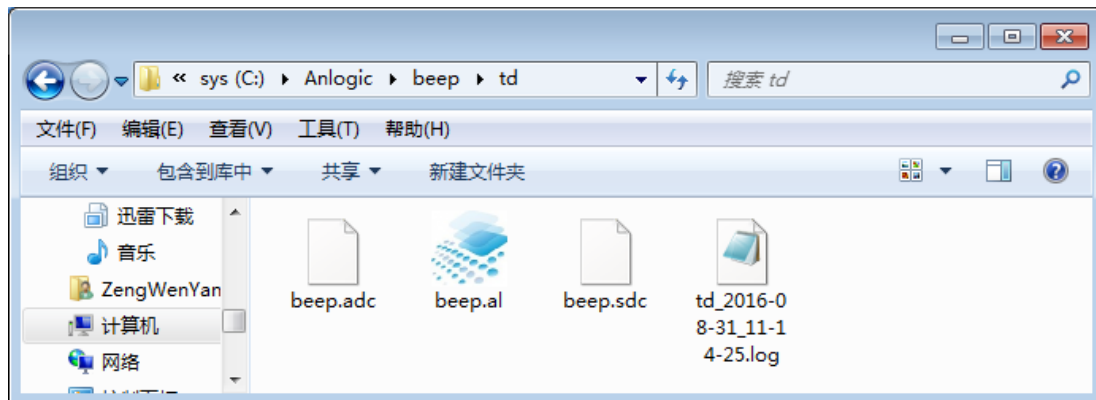 « sys (C:) ▸ Anlogic ▸ beep ▸ td
搜索 td
文件(F) 编辑(E) 查看(V) 工具(T) 帮助(H)
组织 包含到库中 共享 新建文件夹
迅雷下载
音乐
ZengWenYan
计算机
网络
beep.adc
beep.al
beep.sdc
td_2016-0
8-31_11-1
4-25.log